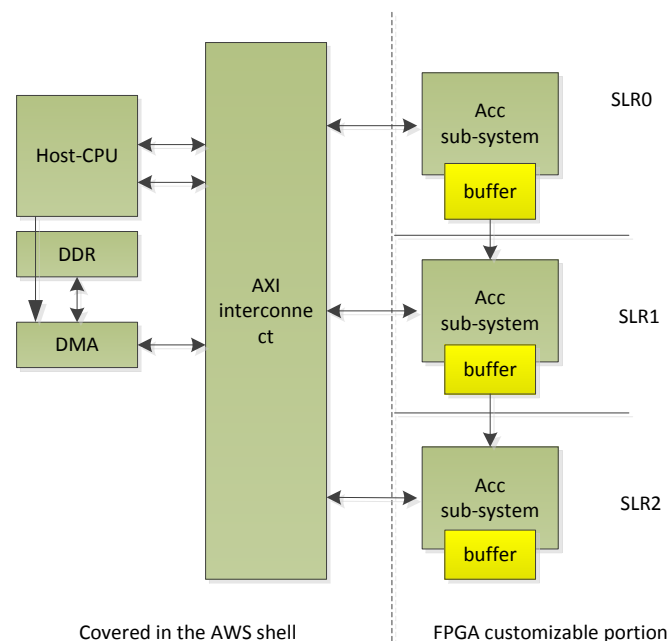 Host-CPU
DDR
DMA
AXI
interconne
ct
Acc
sub-system
buffer
SLR0
Acc
sub-system
buffer
SLR1
Acc
sub-system
buffer
SLR2
Covered in the AWS shell
FPGA customizable portion